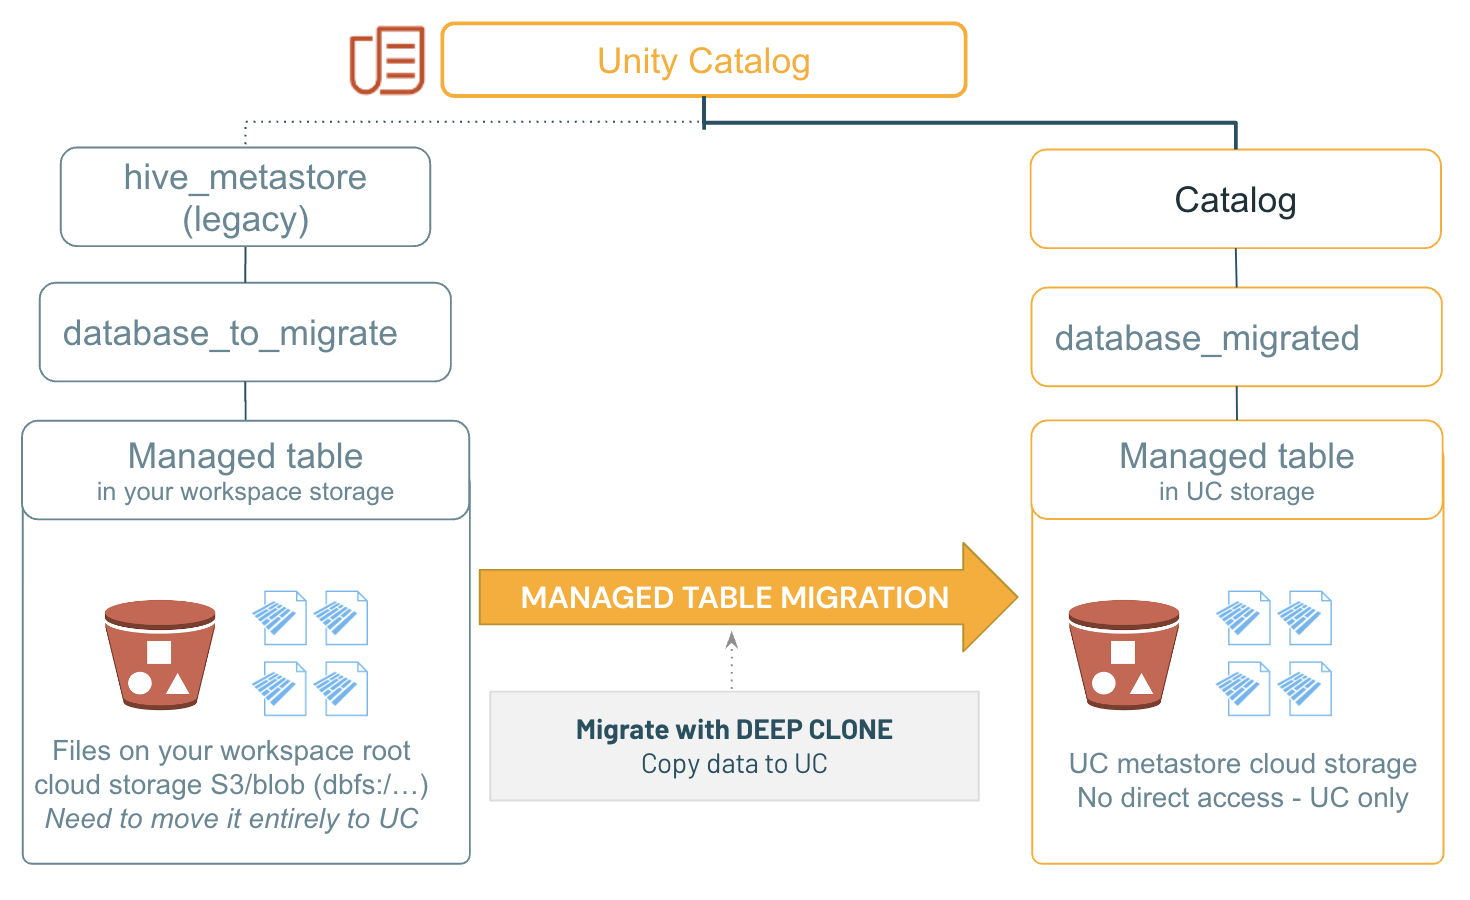 Unity Catalog
hive_metastore
(legacy)
database_to_migrate
Managed table
in your workspace storage
Files on your workspace root
cloud storage S3/blob (dbfs:/…)
Need to move it entirely to UC
MANAGED TABLE MIGRATION
Migrate with DEEP CLONE
Copy data to UC
Catalog
database_migrated
Managed table
in UC storage
UC metastore cloud storage
No direct access - UC only